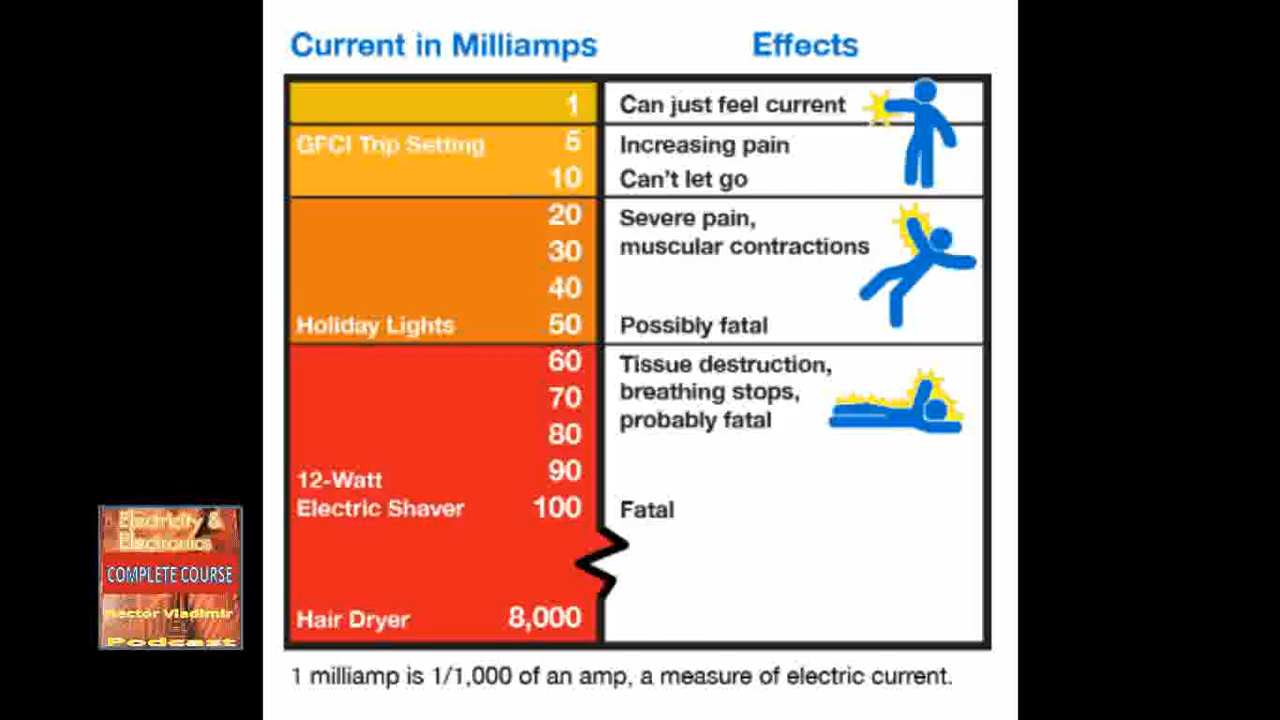 Current in Milliamps Effects
1 Can just feel current
GFCI Trip Setting 5 Increasing pain
10 Can't let go
20 Severe pain,
30 muscular contractions
40
Holiday Lights 50 Possibly fatal
60 Tissue destruction,
70 breathing stops,
80 probably fatal
12-Watt 90
Electric Shaver 100 Fatal
Hair Dryer 8,000
1 milliamp is 1/1,000 of an amp, a measure of electric current.
Electricity &
Electronics
COMPLETE COURSE
Hector Vladimir
Podcast